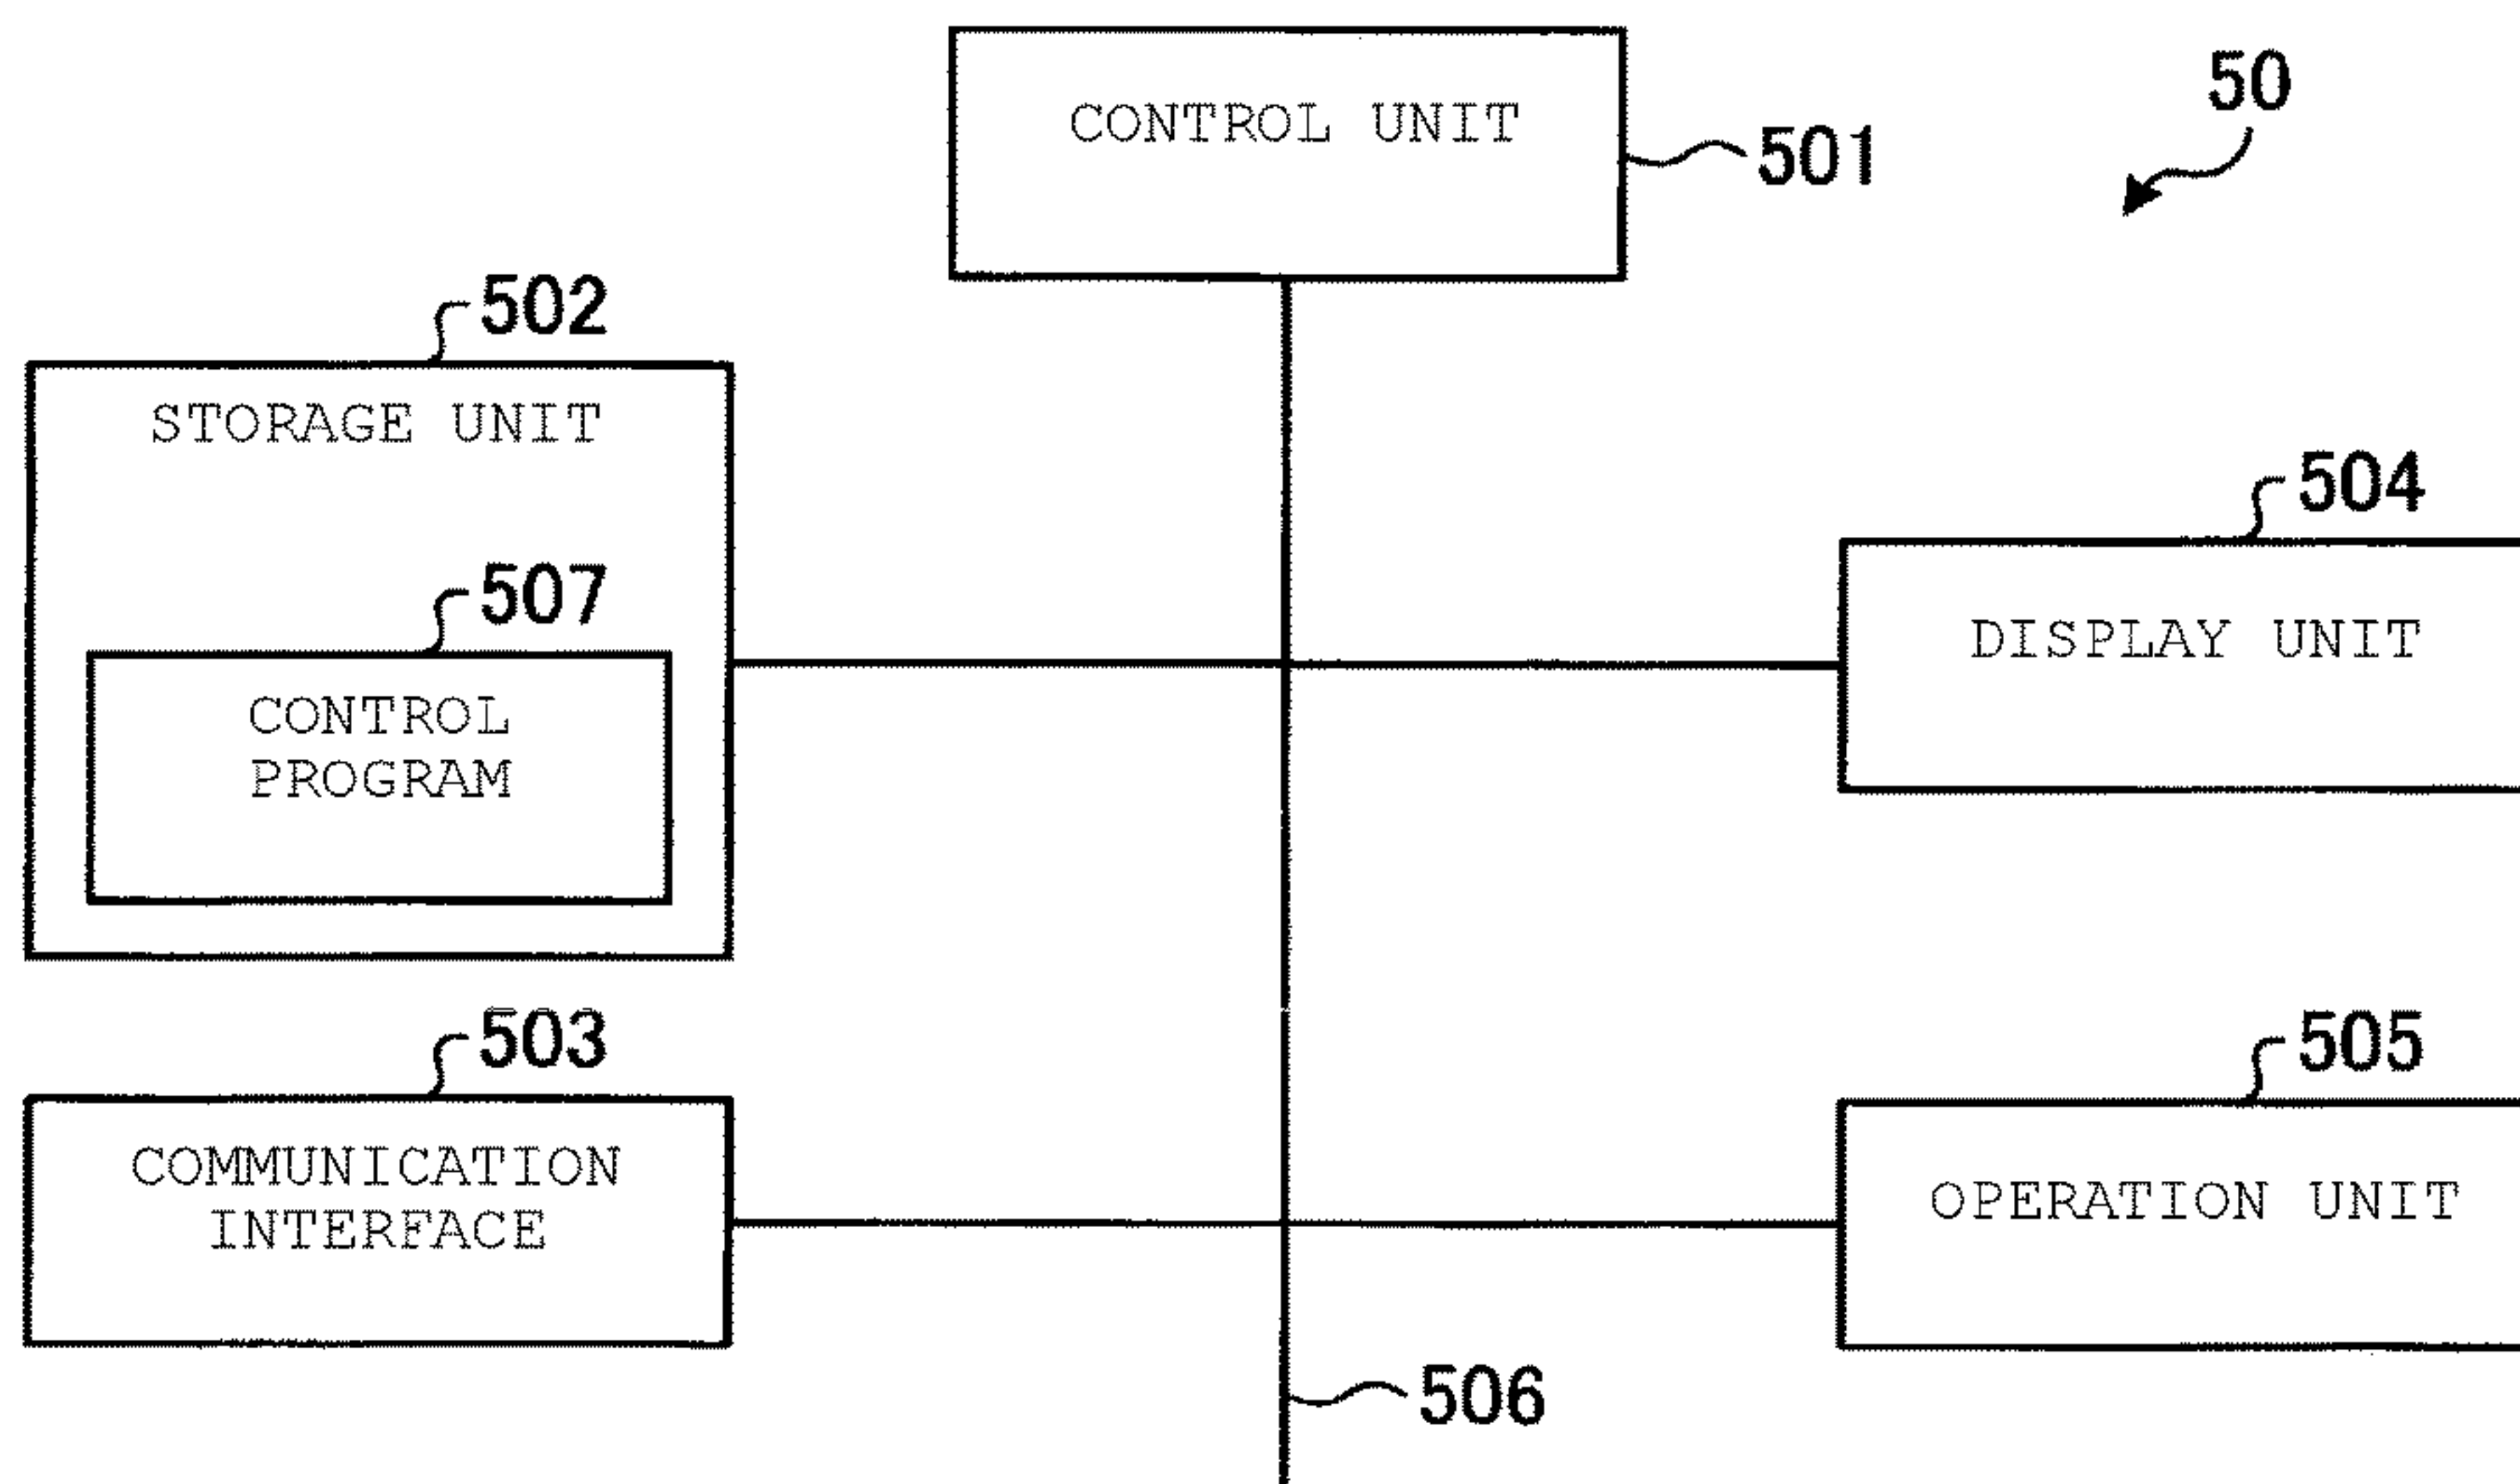 CONTROL UNIT
501
50
502
STORAGE UNIT
507
CONTROL
PROGRAM
504
DISPLAY UNIT
503
COMMUNICATION
INTERFACE
505
OPERATION UNIT
506